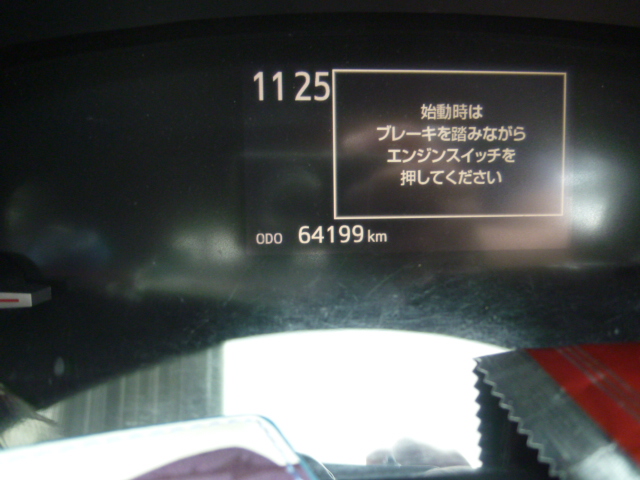 11 25
始動時は
ブレーキを踏みながら
エンジンスイッチを
押してください
ODO 64199 km